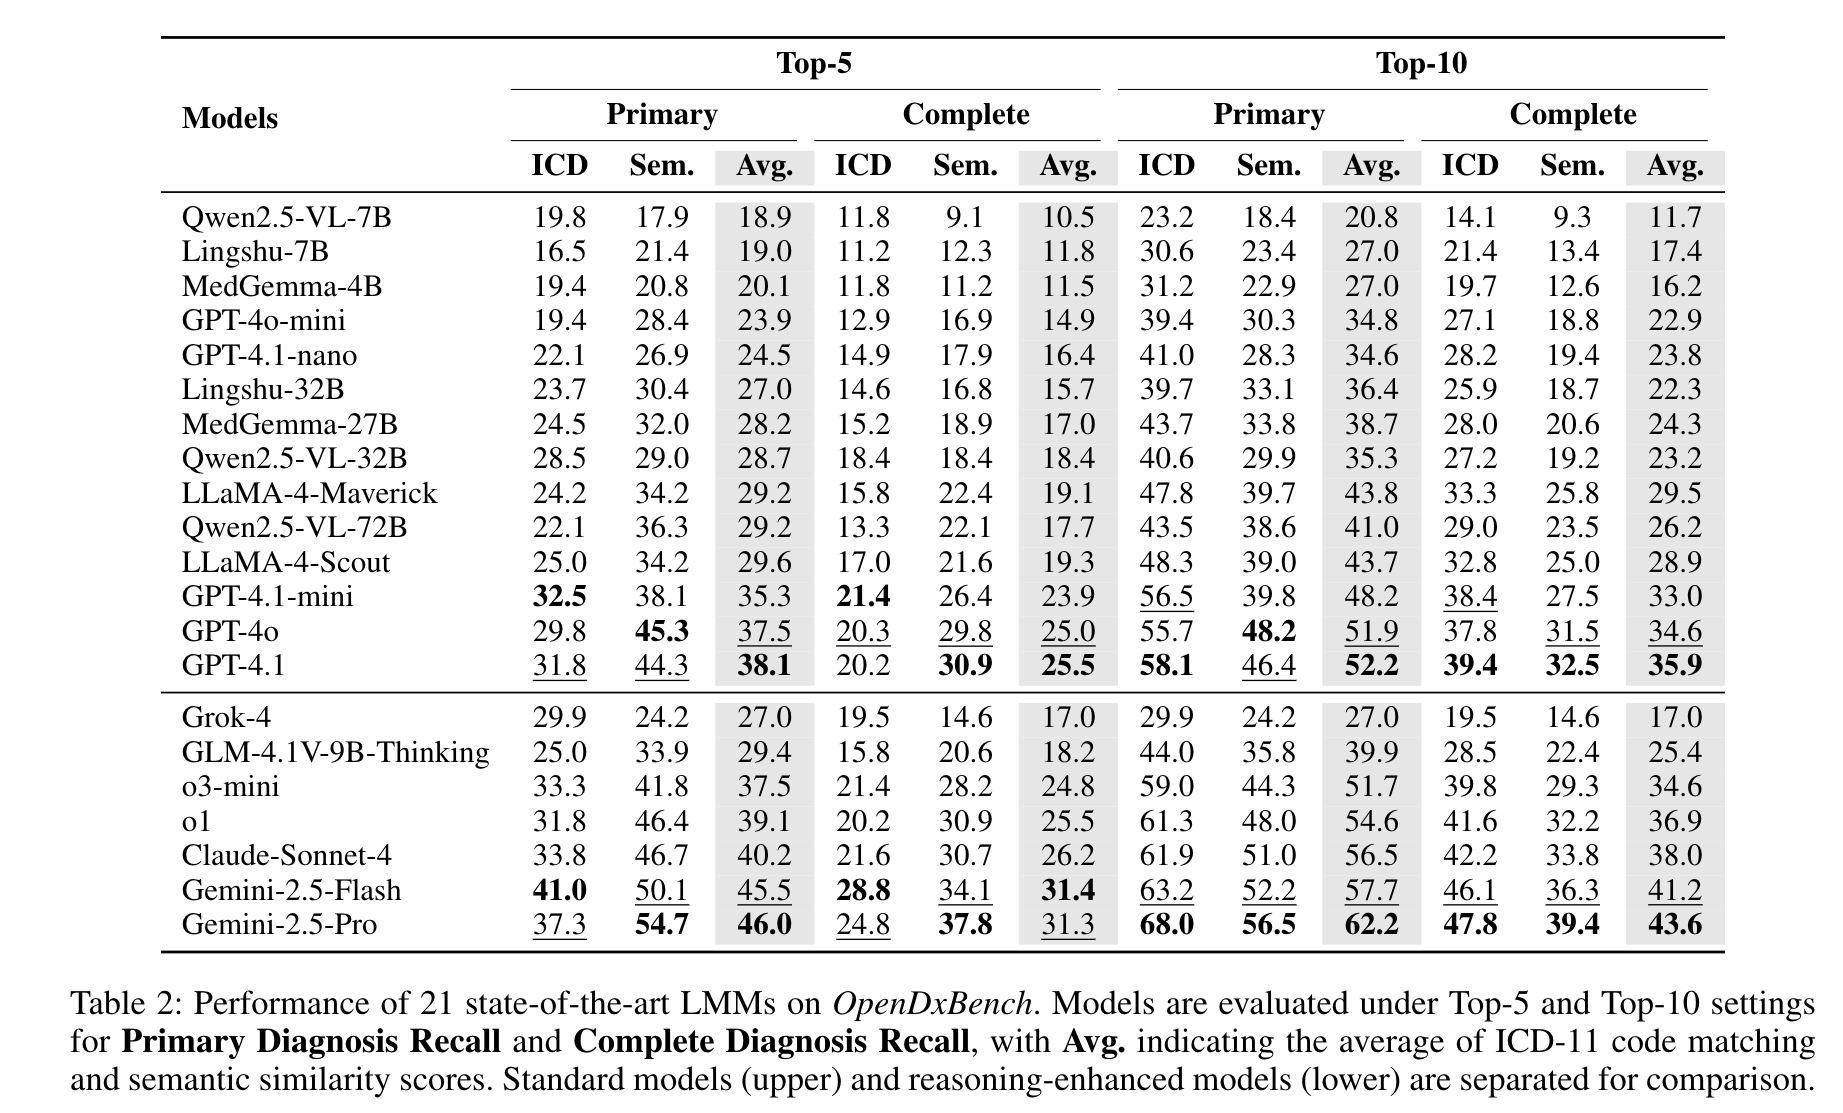 Top-5 Top-10
Models Primary Complete Primary Complete
ICD Sem. Avg. ICD Sem. Avg. ICD Sem. Avg. ICD Sem. Avg.
Qwen2.5-VL-7B 19.8 17.9 18.9 11.8 9.1 10.5 23.2 18.4 20.8 14.1 9.3 11.7
Lingshu-7B 16.5 21.4 19.0 11.2 12.3 11.8 30.6 23.4 27.0 21.4 13.4 17.4
MedGemma-4B 19.4 20.8 20.1 11.8 11.2 11.5 31.2 22.9 27.0 19.7 12.6 16.2
GPT-4o-mini 19.4 28.4 23.9 12.9 16.9 14.9 39.4 30.3 34.8 27.1 18.8 22.9
GPT-4.1-nano 22.1 26.9 24.5 14.9 17.9 16.4 41.0 28.3 34.6 28.2 19.4 23.8
Lingshu-32B 23.7 30.4 27.0 14.6 16.8 15.7 39.7 33.1 36.4 25.9 18.7 22.3
MedGemma-27B 24.5 32.0 28.2 15.2 18.9 17.0 43.7 33.8 38.7 28.0 20.6 24.3
Qwen2.5-VL-32B 28.5 29.0 28.7 18.4 18.4 18.4 40.6 29.9 35.3 27.2 19.2 23.2
LLaMA-4-Maverick 24.2 34.2 29.2 15.8 22.4 19.1 47.8 39.7 43.8 33.3 25.8 29.5
Qwen2.5-VL-72B 22.1 36.3 29.2 13.3 22.1 17.7 43.5 38.6 41.0 29.0 23.5 26.2
LLaMA-4-Scout 25.0 34.2 29.6 17.0 21.6 19.3 48.3 39.0 43.7 32.8 25.0 28.9
GPT-4.1-mini 32.5 38.1 35.3 21.4 26.4 23.9 56.5 39.8 48.2 38.4 27.5 33.0
GPT-4o 29.8 45.3 37.5 20.3 29.8 25.0 55.7 48.2 51.9 37.8 31.5 34.6
GPT-4.1 31.8 44.3 38.1 20.2 30.9 25.5 58.1 46.4 52.2 39.4 32.5 35.9
Grok-4 29.9 24.2 27.0 19.5 14.6 17.0 29.9 24.2 27.0 19.5 14.6 17.0
GLM-4.1V-9B-Thinking 25.0 33.9 29.4 15.8 20.6 18.2 44.0 35.8 39.9 28.5 22.4 25.4
o3-mini 33.3 41.8 37.5 21.4 28.2 24.8 59.0 44.3 51.7 39.8 29.3 34.6
o1 31.8 46.4 39.1 20.2 30.9 25.5 61.3 48.0 54.6 41.6 32.2 36.9
Claude-Sonnet-4 33.8 46.7 40.2 21.6 30.7 26.2 61.9 51.0 56.5 42.2 33.8 38.0
Gemini-2.5-Flash 41.0 50.1 45.5 28.8 34.1 31.4 63.2 52.2 57.7 46.1 36.3 41.2
Gemini-2.5-Pro 37.3 54.7 46.0 24.8 37.8 31.3 68.0 56.5 62.2 47.8 39.4 43.6
Table 2: Performance of 21 state-of-the-art LMMs on OpenDxBench. Models are evaluated under Top-5 and Top-10 settings
for Primary Diagnosis Recall and Complete Diagnosis Recall, with Avg. indicating the average of ICD-11 code matching
and semantic similarity scores. Standard models (upper) and reasoning-enhanced models (lower) are separated for comparison.